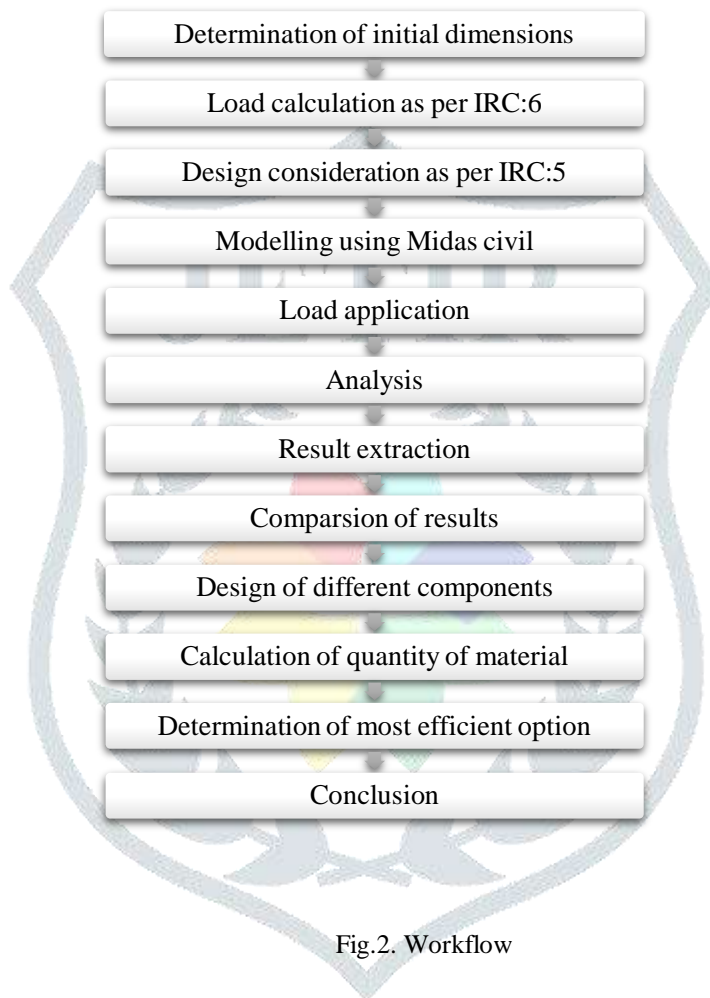 Determination of initial dimensions
Load calculation as per IRC:6
Design consideration as per IRC:5
Modelling using Midas civil
Load application
Analysis
Result extraction
Comparsion of results
Design of different components
Calculation of quantity of material
Determination of most efficient option
Conclusion
Fig.2. Workflow